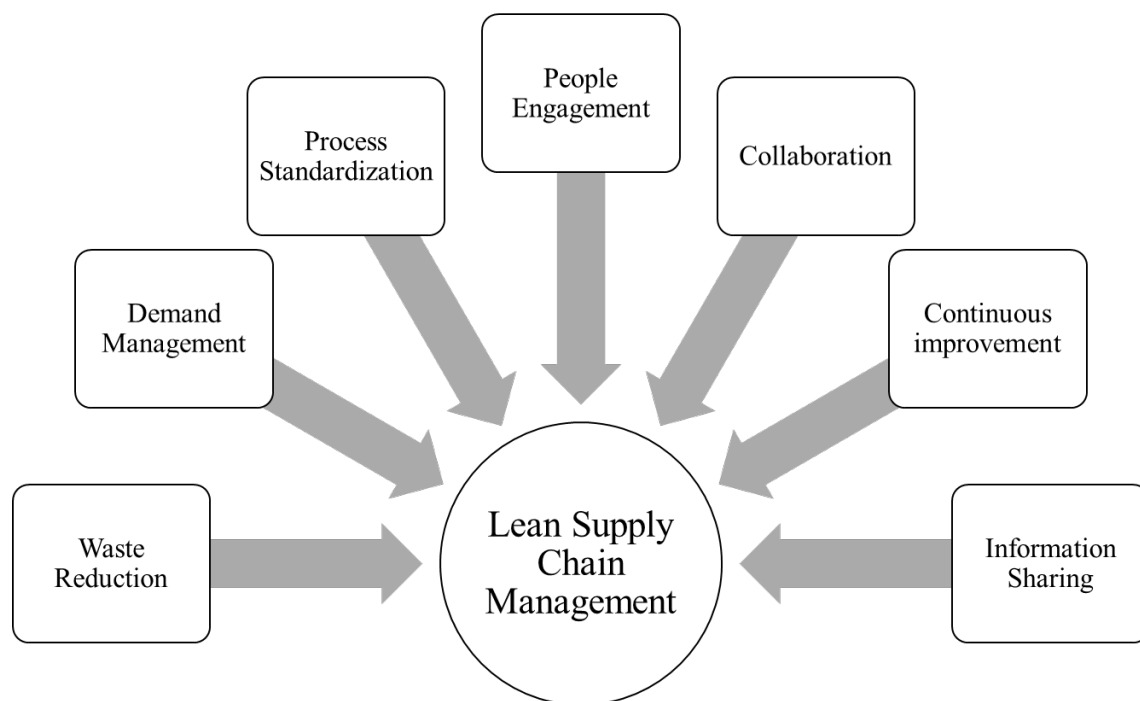 People
Engagement
Process
Standardization
Collaboration
Demand
Management
Continuous
improvement
Waste
Reduction
Lean Supply
Chain
Management
Information
Sharing